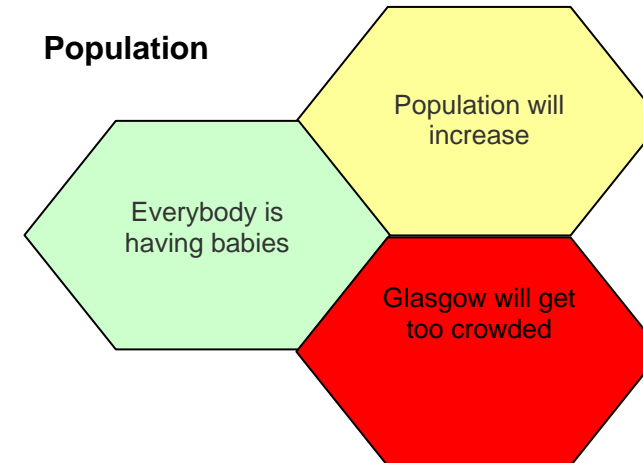 Population
Population will
increase
Everybody is
having babies
Glasgow will get
too crowded